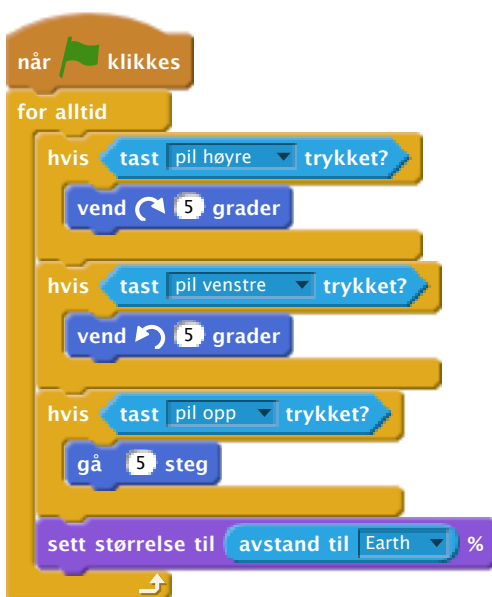 når klikkes
for alltid
hvis tast pil høyre trykket?
vend 5 grader
hvis tast pil venstre trykket?
vend 5 grader
hvis tast pil opp trykket?
gå 5 steg
sett størrelse til avstand til Earth %